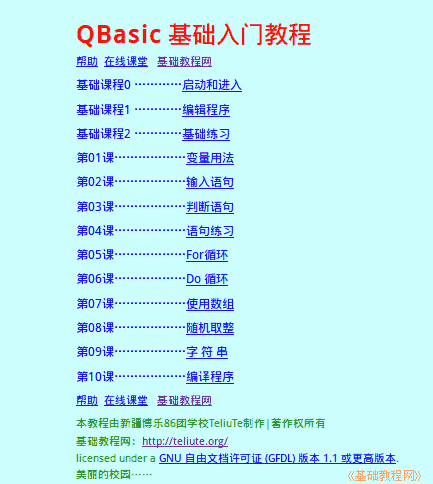 QBasic 基础入门教程
帮助 在线课堂 基础教程网
基础课程0 …………启动和进入
基础课程1 …………编辑程序
基础课程2 …………基础练习
第01课………………变量用法
第02课………………输入语句
第03课………………判断语句
第04课………………语句练习
第05课………………For循环
第06课………………Do 循环
第07课………………使用数组
第08课………………随机取整
第09课………………字 符 串
第10课………………编译程序
帮助 在线课堂 基础教程网
本教程由新疆博乐86团学校TeliuTe制作|著作权所有
基础教程网：http://teliute.org/
licensed under a GNU 自由文档许可证 (GFDL) 版本 1.1 或更高版本.
美丽的校园……
《基础教程网》